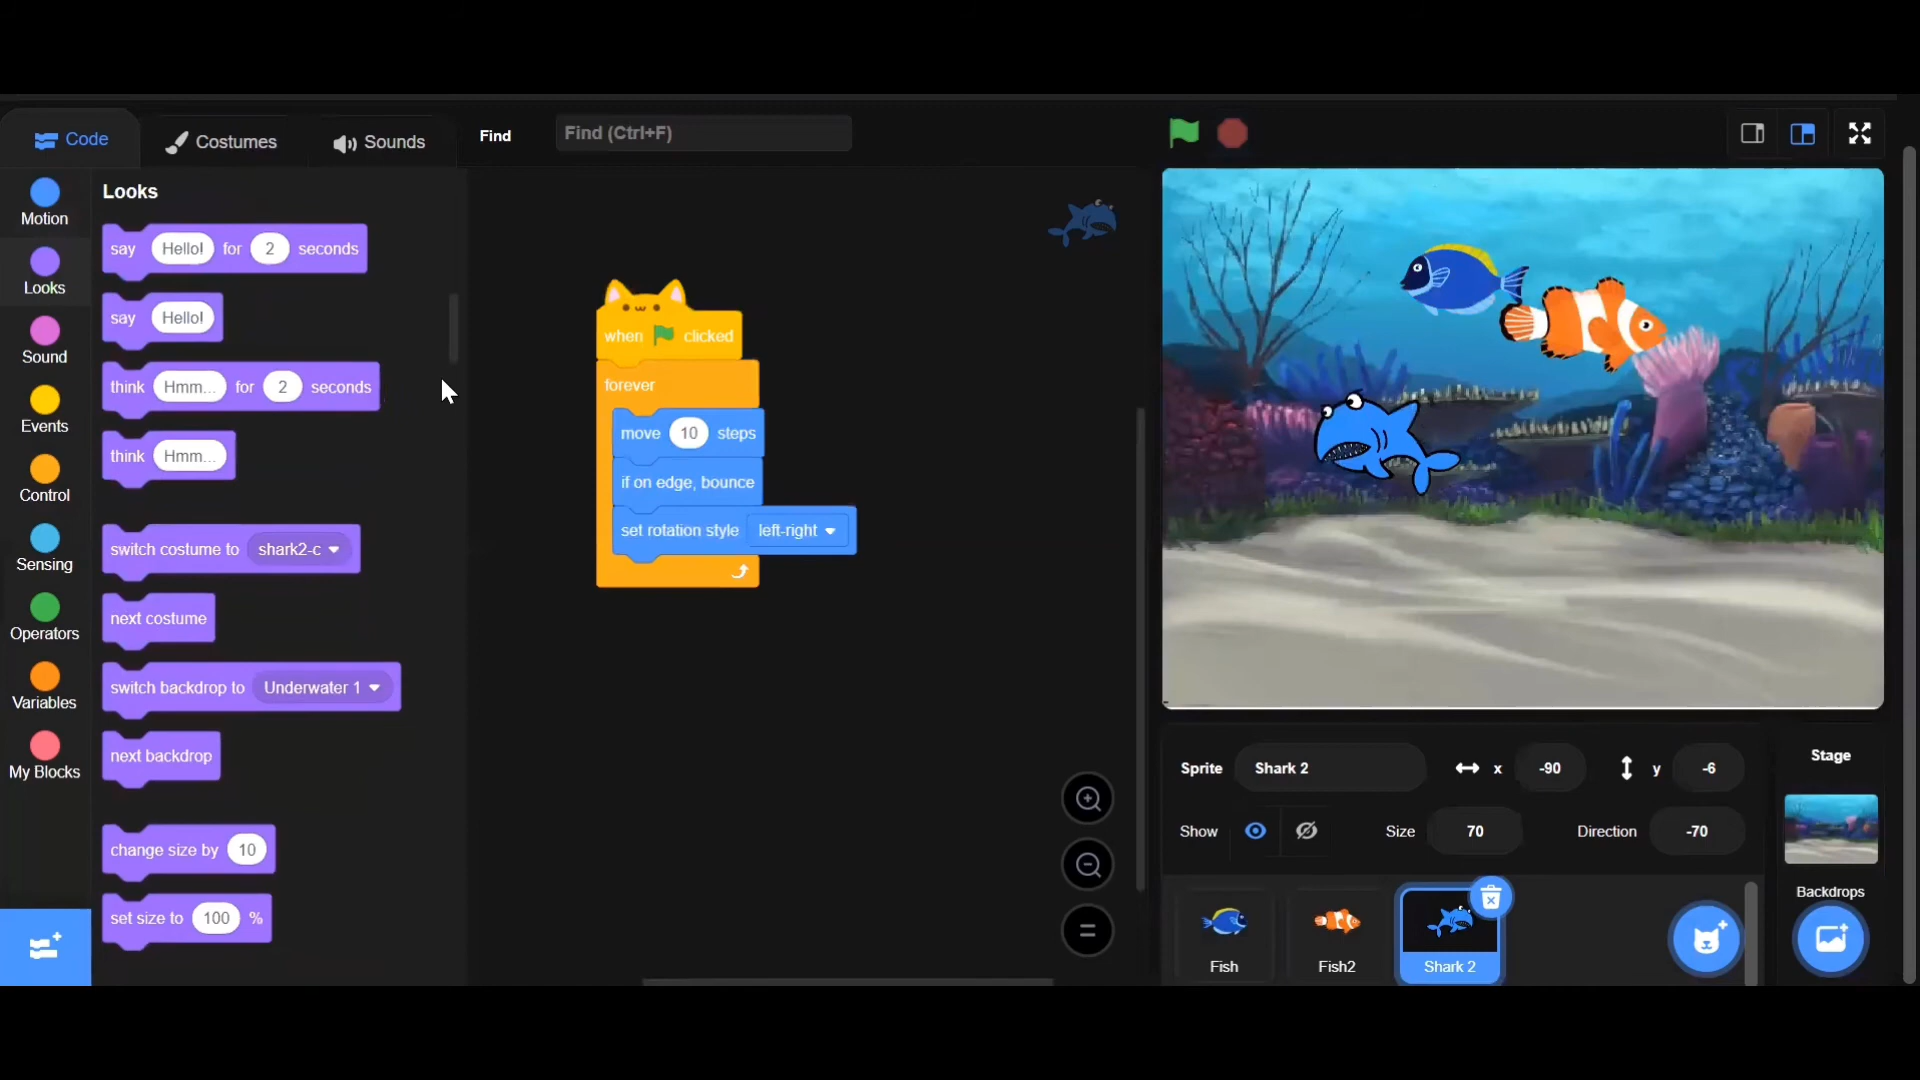 Code
Costumes
Sounds
Find
Find (Ctrl+F)
Motion
Looks
Sound
Events
Control
Sensing
Operators
Variables
My Blocks
Looks
say Hello! for 2 seconds
say Hello!
think Hmm... for 2 seconds
think Hmm...
switch costume to shark2-c
next costume
switch backdrop to Underwater 1
next backdrop
change size by 10
set size to 100 %
when clicked
forever
move 10 steps
if on edge, bounce
set rotation style left-right
Sprite Shark 2 x -90 y -6
Show Size 70 Direction -70
Fish
Fish2
Shark 2
Stage
Backdrops